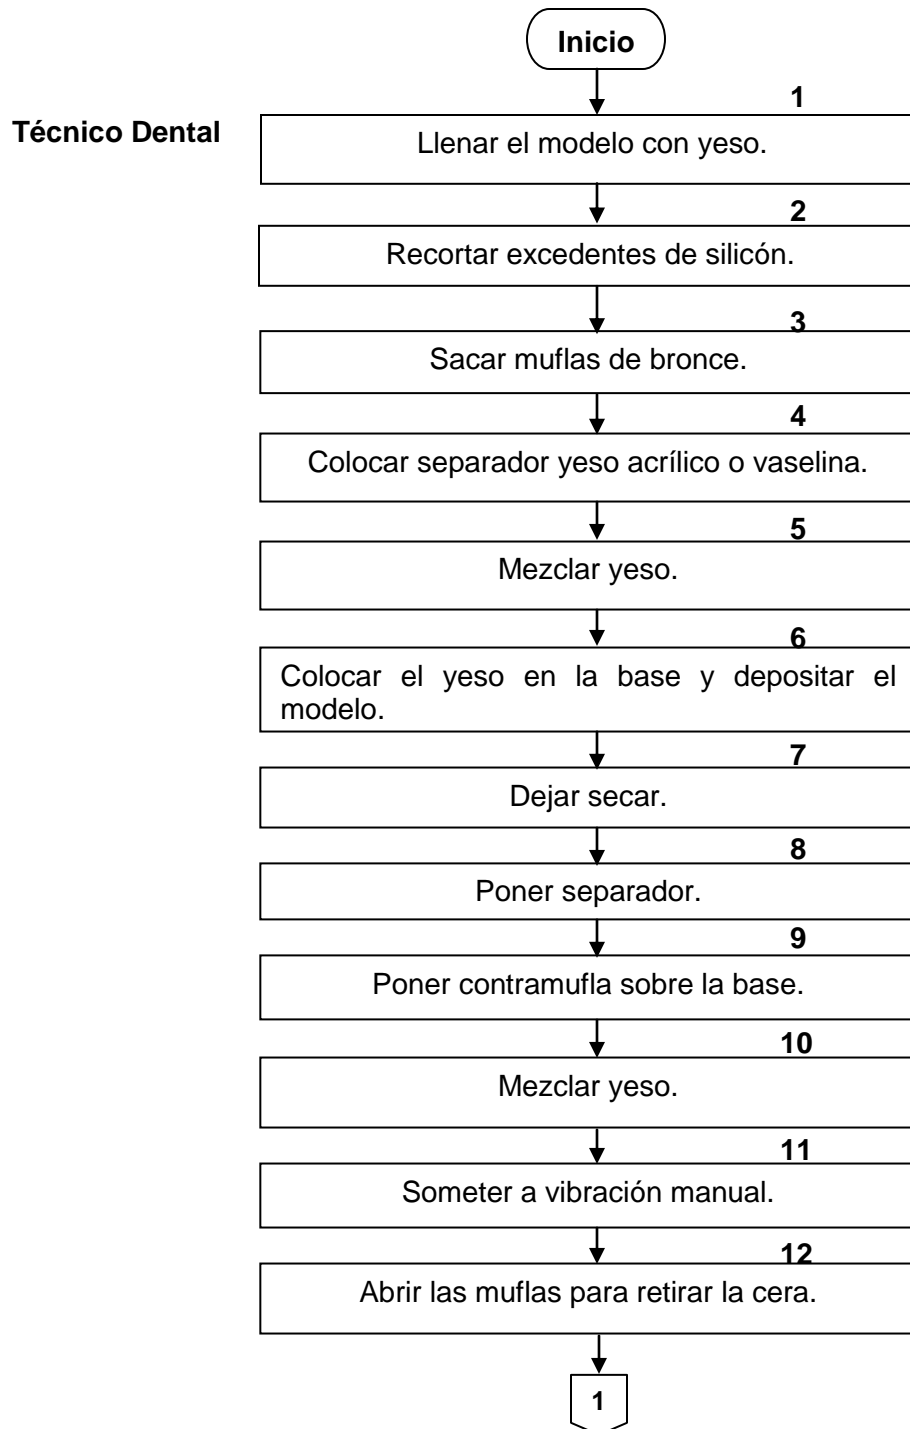 Inicio
1
Técnico Dental
Llenar el modelo con yeso.
2
Recortar excedentes de silicón.
3
Sacar muflas de bronce.
4
Colocar separador yeso acrílico o vaselina.
5
Mezclar yeso.
6
Colocar el yeso en la base y depositar el
modelo.
7
Dejar secar.
8
Poner separador.
9
Poner contramufla sobre la base.
10
Mezclar yeso.
11
Someter a vibración manual.
12
Abrir las muflas para retirar la cera.
1